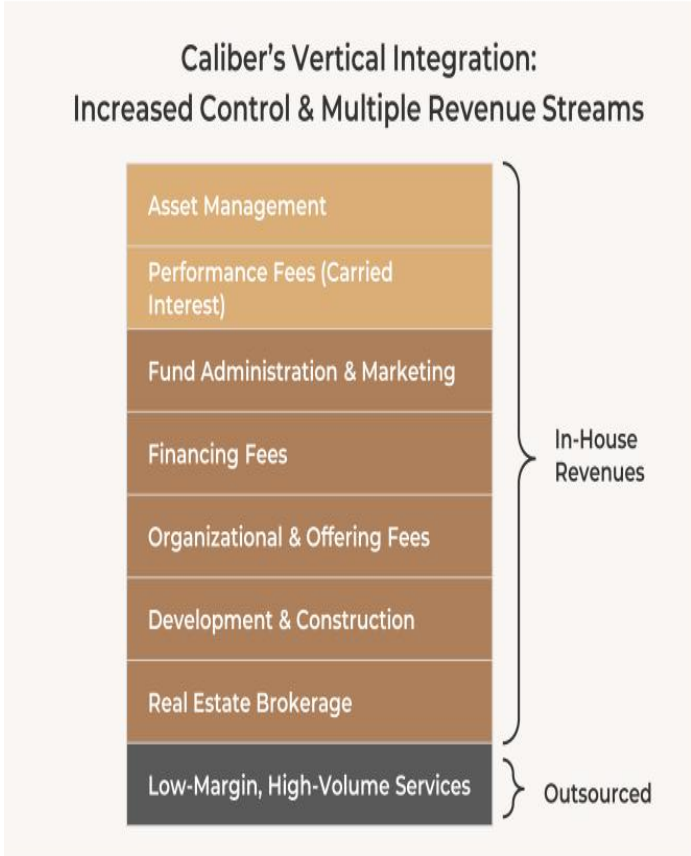 Caliber’s Vertical Integration:
Increased Control & Multiple Revenue Streams
Asset Management
Performance Fees (Carried
Interest)
Fund Administration & Marketing
Financing Fees
Organizational & Offering Fees
Development & Construction
Real Estate Brokerage
In-House
Revenues
Low-Margin, High-Volume Services
Outsourced